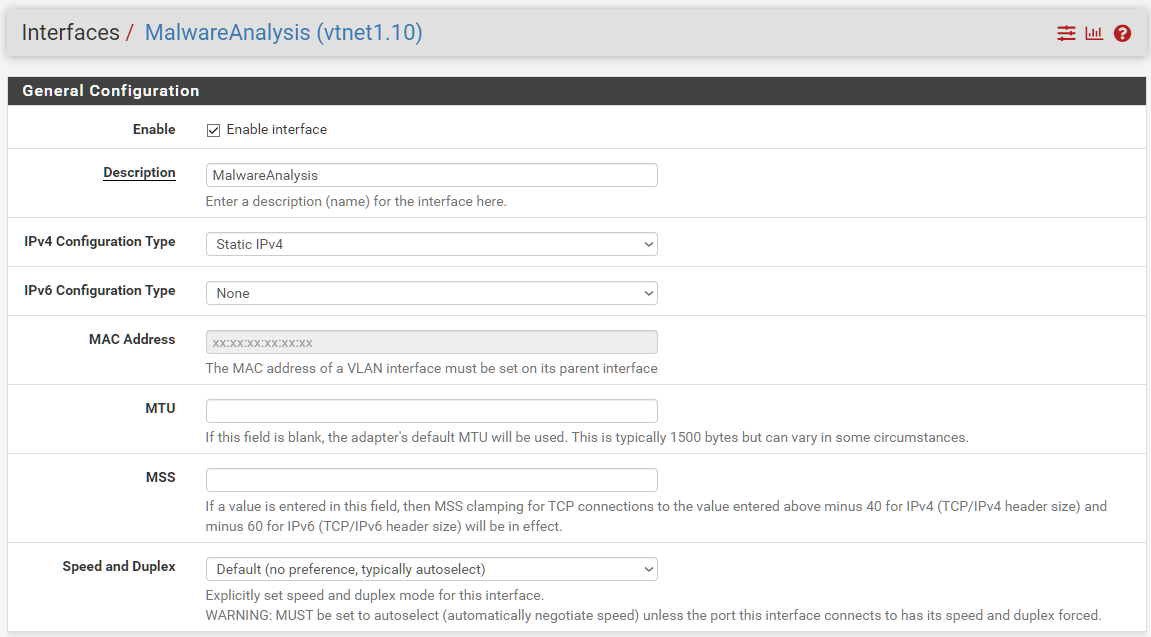 Interfaces / MalwareAnalysis (vtnet1.10)
General Configuration
Enable Enable interface
Description MalwareAnalysis
Enter a description (name) for the interface here.
IPv4 Configuration Type Static IPv4
IPv6 Configuration Type None
MAC Address xx:xx:xx:xx:xx:xx
The MAC address of a VLAN interface must be set on its parent interface
MTU
If this field is blank, the adapter's default MTU will be used. This is typically 1500 bytes but can vary in some circumstances.
MSS
If a value is entered in this field, then MSS clamping for TCP connections to the value entered above minus 40 for IPv4 (TCP/IPv4 header size) and
minus 60 for IPv6 (TCP/IPv6 header size) will be in effect.
Speed and Duplex Default (no preference, typically autoselect)
Explicitly set speed and duplex mode for this interface.
WARNING: MUST be set to autoselect (automatically negotiate speed) unless the port this interface connects to has its speed and duplex forced.